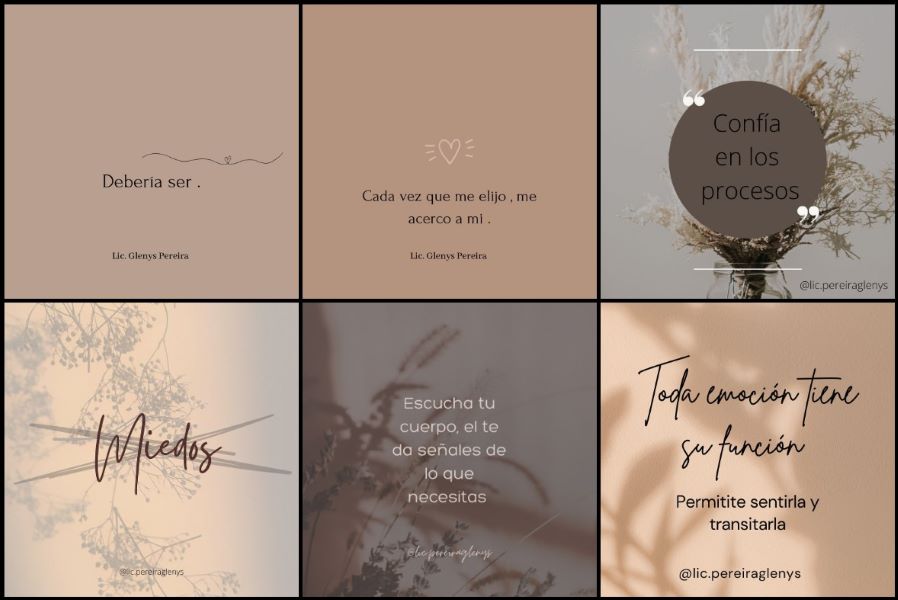 Debería ser .
Lic. Glenys Pereira
Cada vez que me elijo , me
acerco a mi .
Lic. Glenys Pereira
“
Confía
en los
procesos
”
@lic.pereiraglenys
Miedos
@lic.pereiraglenys
Escucha tu
cuerpo, el te
da señales de
lo que
necesitas
@lic.pereiraglenys
Toda emoción tiene
su función
Permitite sentirla y
transitarla
@lic.pereiraglenys